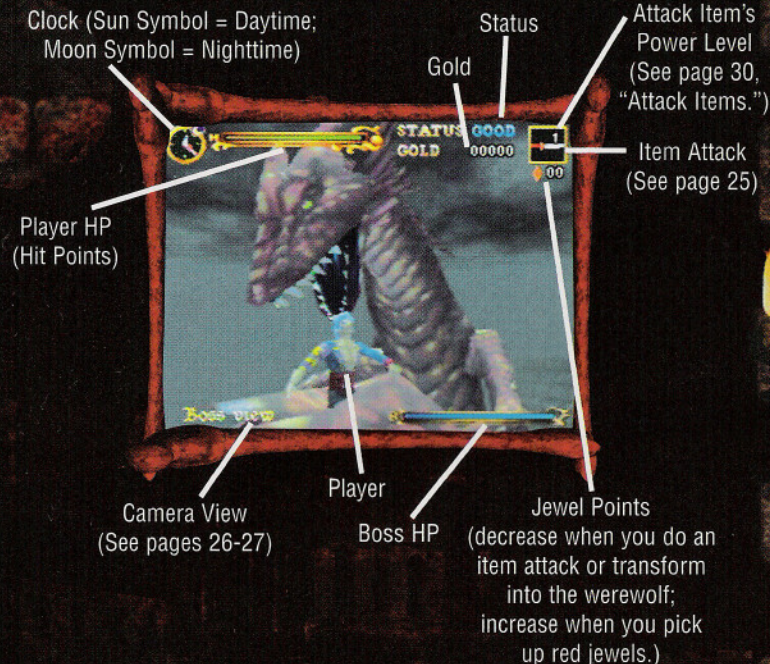 Clock (Sun Symbol = Daytime;
Moon Symbol = Nighttime)
Status
Gold
Attack Item's
Power Level
(See page 30,
"Attack Items.")
Item Attack
(See page 25)
STATUS GOOD
GOLD 00000
1
00
Player HP
(Hit Points)
Boss view
Camera View
(See pages 26-27)
Player
Boss HP
Jewel Points
(decrease when you do an
item attack or transform
into the werewolf;
increase when you pick
up red jewels.)